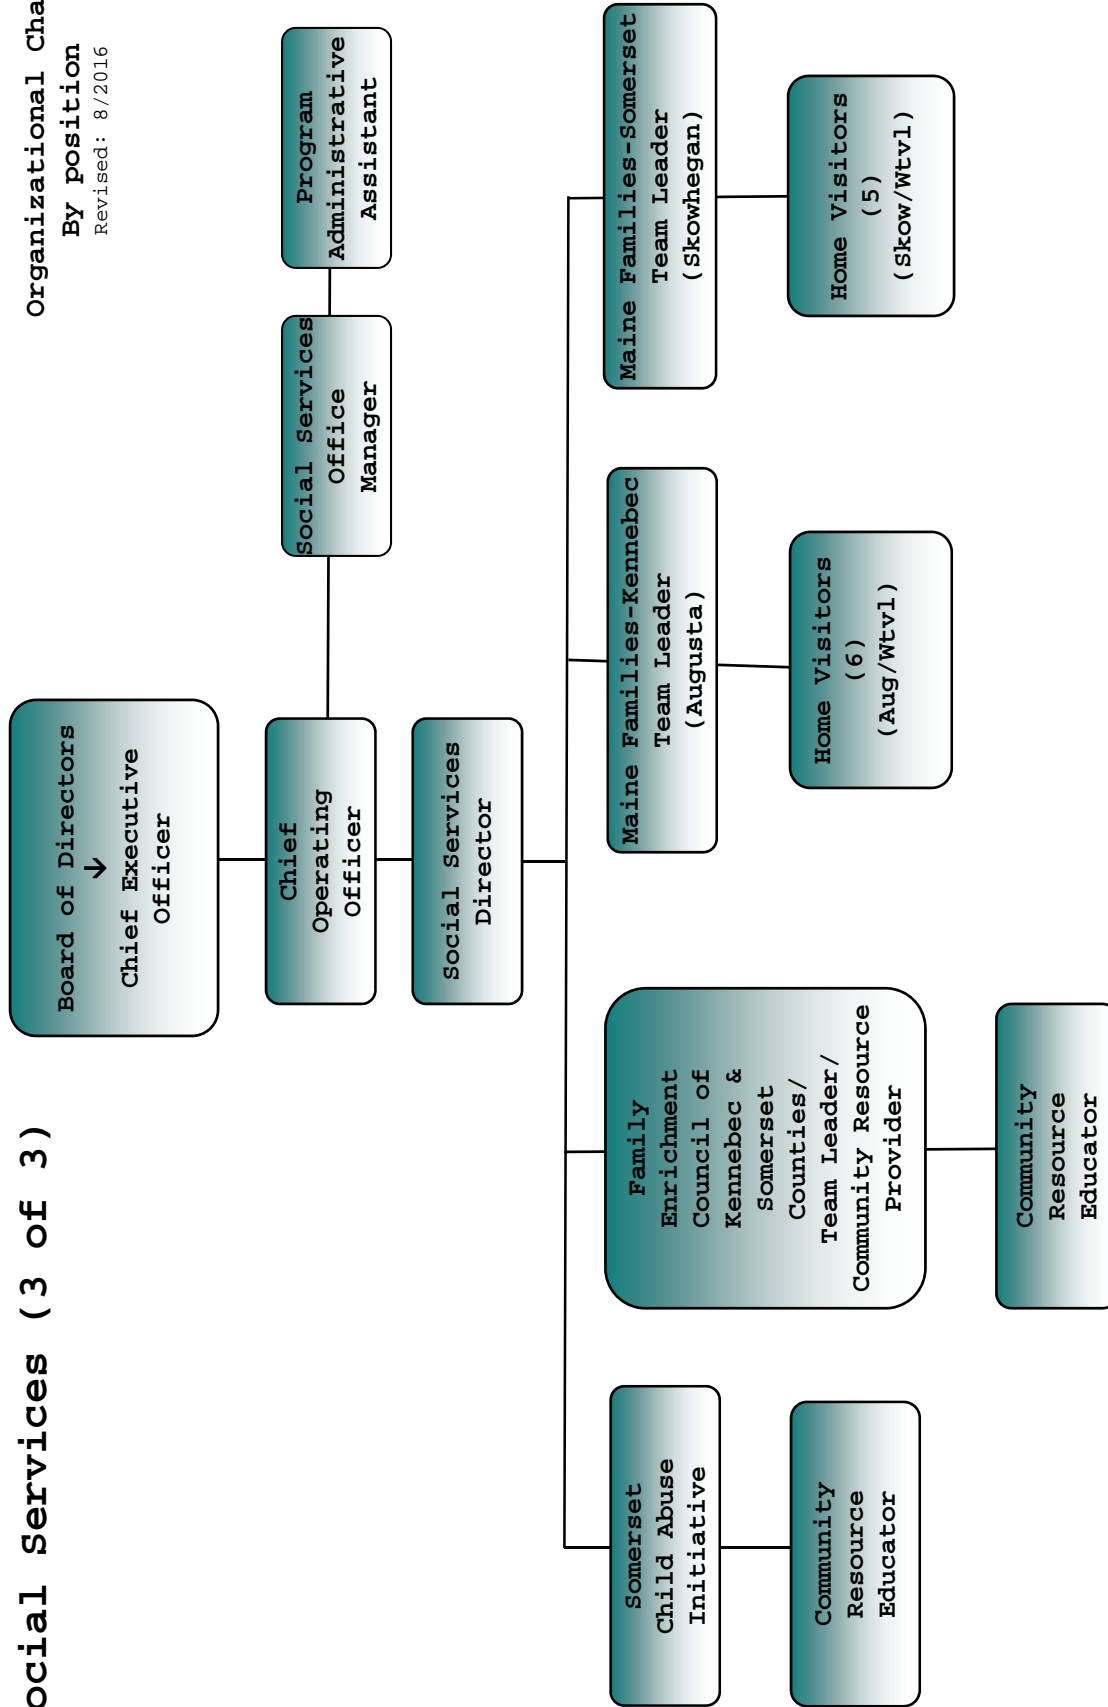 ocial Services (3 of 3)
Organizational Cha
By position
Revised: 8/2016
Board of Directors
↓
Chief Executive
Officer
Chief
Operating
Officer
Social Services
Office
Manager
Program
Administrative
Assistant
Social Services
Director
Somerset
Child Abuse
Initiative
Family
Enrichment
Council of
Kennebec &
Somerset
Counties/
Team Leader/
Community Resource
Provider
Maine Families-Kennebec
Team Leader
(Augusta)
Maine Families-Somerset
Team Leader
(Skowhegan)
Community
Resource
Educator
Community
Resource
Educator
Home Visitors
(6)
(Aug/Wtvl)
Home Visitors
(5)
(Skow/Wtvl)